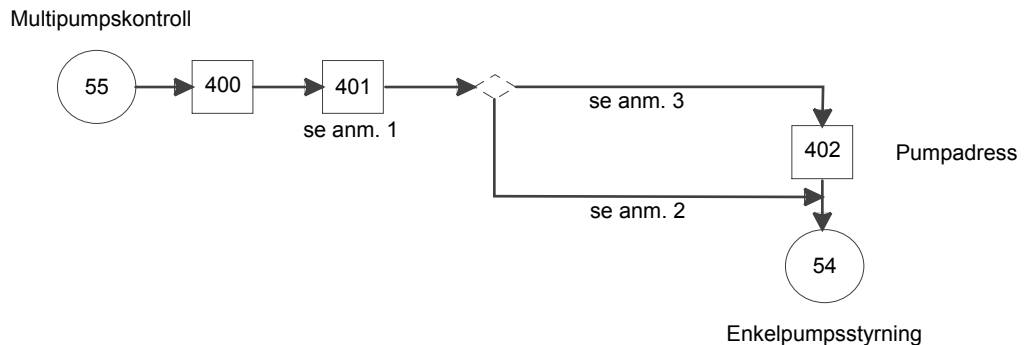 Multipumpskontroll
55
400
401
se anm. 1
se anm. 3
402
Pumpadress
se anm. 2
54
Enkelpumpsstyrning